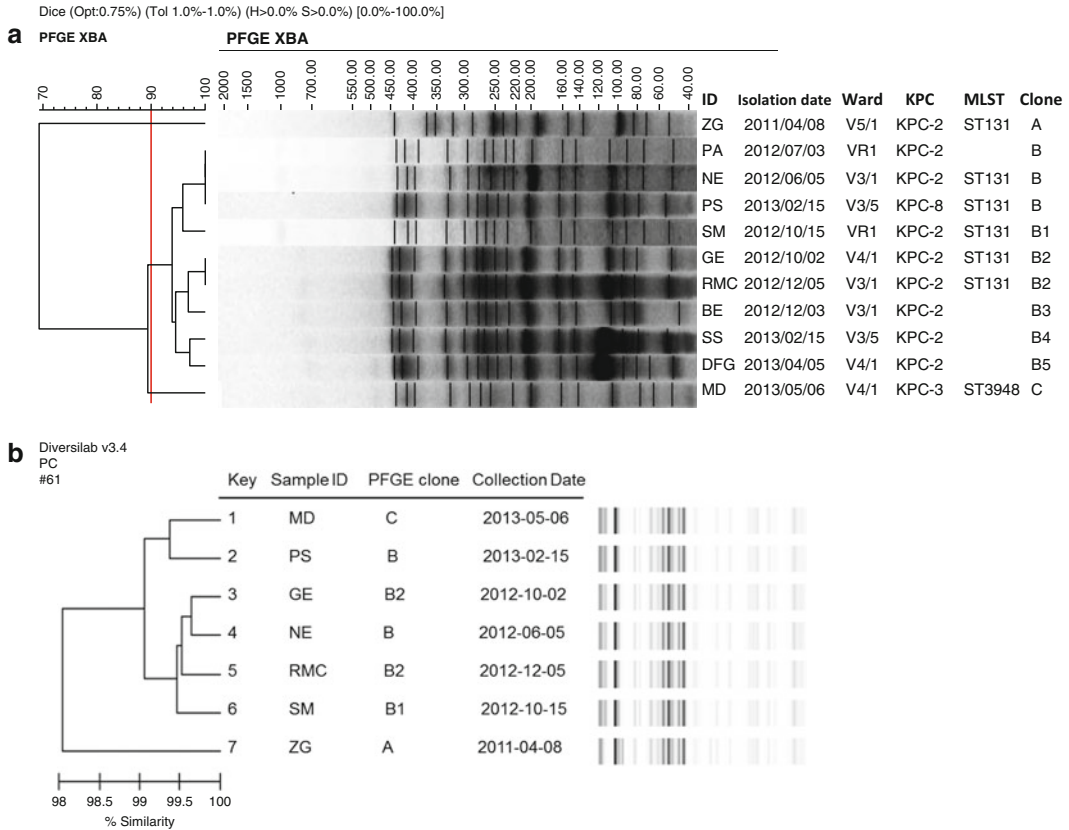 Dice (Opt:0.75%) (Tol 1.0%-1.0%) (H>0.0% S>0.0%) [0.0%-100.0%]
a PFGE XBA PFGE XBA
70 80 90 100 2000 1500 1000 700.00 550.00 500.00 450.00 400.00 350.00 300.00 250.00 220.00 200.00 160.00 140.00 120.00 100.00 80.00 60.00 40.00
ID Isolation date Ward KPC MLST Clone
ZG 2011/04/08 V5/1 KPC-2 ST131 A
PA 2012/07/03 VR1 KPC-2 B
NE 2012/06/05 V3/1 KPC-2 ST131 B
PS 2013/02/15 V3/5 KPC-8 ST131 B
SM 2012/10/15 VR1 KPC-2 ST131 B1
GE 2012/10/02 V4/1 KPC-2 ST131 B2
RMC 2012/12/05 V3/1 KPC-2 ST131 B2
BE 2012/12/03 V3/1 KPC-2 B3
SS 2013/02/15 V3/5 KPC-2 B4
DFG 2013/04/05 V4/1 KPC-2 B5
MD 2013/05/06 V4/1 KPC-3 ST3948 C
b Diversilab v3.4
PC
#61
Key Sample ID PFGE clone Collection Date
1 MD C 2013-05-06
2 PS B 2013-02-15
3 GE B2 2012-10-02
4 NE B 2012-06-05
5 RMC B2 2012-12-05
6 SM B1 2012-10-15
7 ZG A 2011-04-08
98 98.5 99 99.5 100
% Similarity